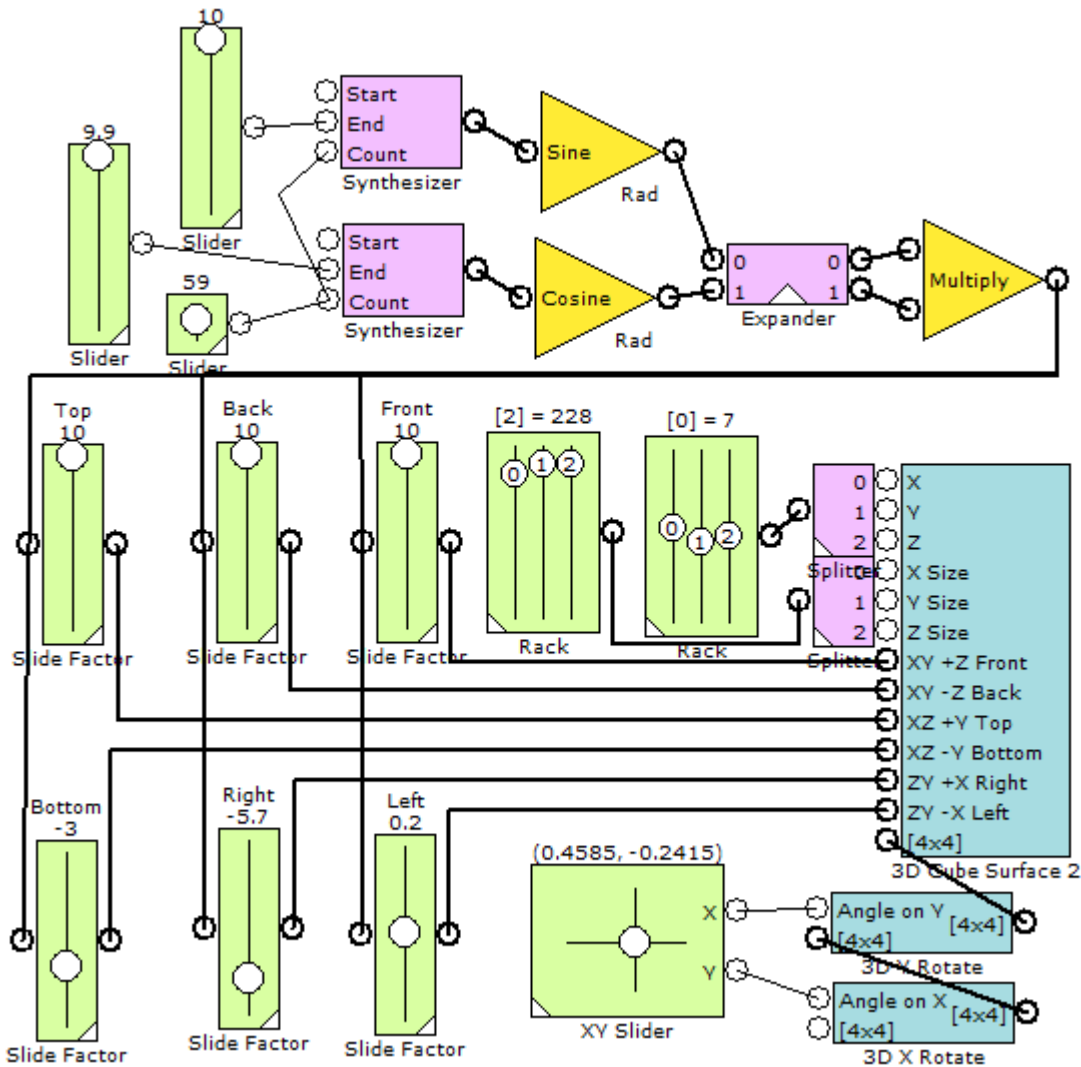 10
Start
End
Count
Synthesizer
Sine
Rad
9.9
Slider
Slider
59
Slider
Start
End
Count
Synthesizer
Cosine
Rad
0 0
1 1
Expander
Multiply
Top
10
Slide Factor
Back
10
Slide Factor
Front
10
Slide Factor
[2] = 228
0 1 2
Rack
[0] = 7
0 1 2
Rack
0
1
2
Splitter
0
1
2
Splitter
X
Y
Z
X Size
Y Size
Z Size
XY +Z Front
XY -Z Back
XZ +Y Top
XZ -Y Bottom
ZY +X Right
ZY -X Left
[4x4]
3D Cube Surface 2
Bottom
-3
Slide Factor
Right
-5.7
Slide Factor
Left
0.2
Slide Factor
(0.4585, -0.2415)
X
Y
XY Slider
Angle on Y
[4x4]
[4x4]
3D Y Rotate
Angle on X
[4x4]
[4x4]
3D X Rotate